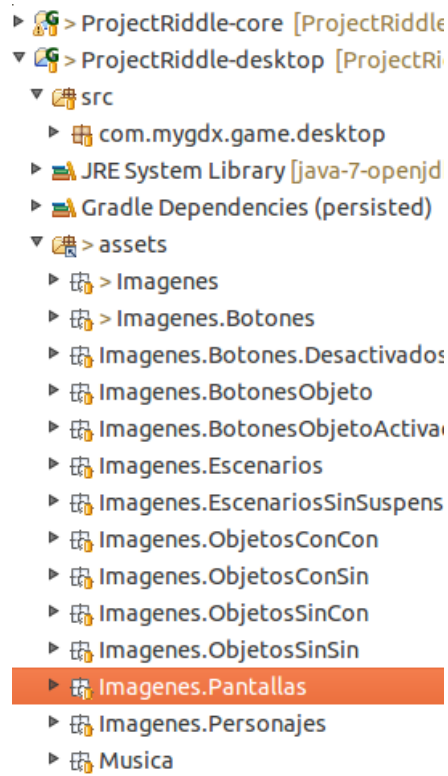 > ProjectRiddle-core [ProjectRiddle
> ProjectRiddle-desktop [ProjectRi
src
com.mygdx.game.desktop
JRE System Library [java-7-openjd
Gradle Dependencies (persisted)
> assets
> Imagenes
> Imagenes.Botones
Imagenes.Botones.Desactivados
Imagenes.BotonesObjeto
Imagenes.BotonesObjetoActivad
Imagenes.Escenarios
Imagenes.EscenariosSinSuspens
Imagenes.ObjetosConCon
Imagenes.ObjetosConSin
Imagenes.ObjetosSinCon
Imagenes.ObjetosSinSin
Imagenes.Pantallas
Imagenes.Personajes
Musica